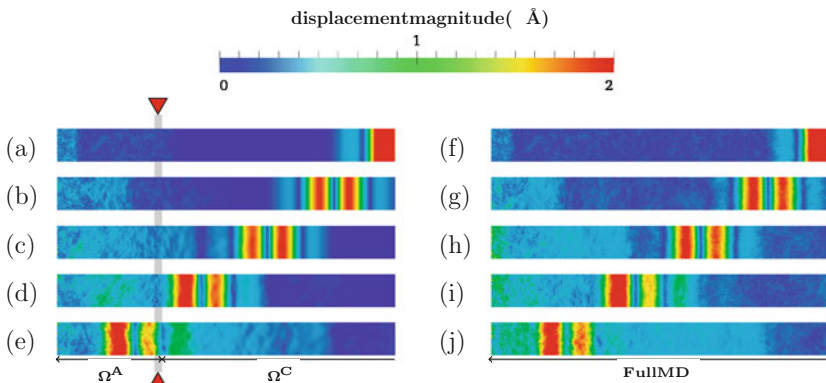 displacementmagnitude( Å)
1
0 2
(a) (f)
(b) (g)
(c) (h)
(d) (i)
(e) (j)
Ω^A Ω^C FullMD